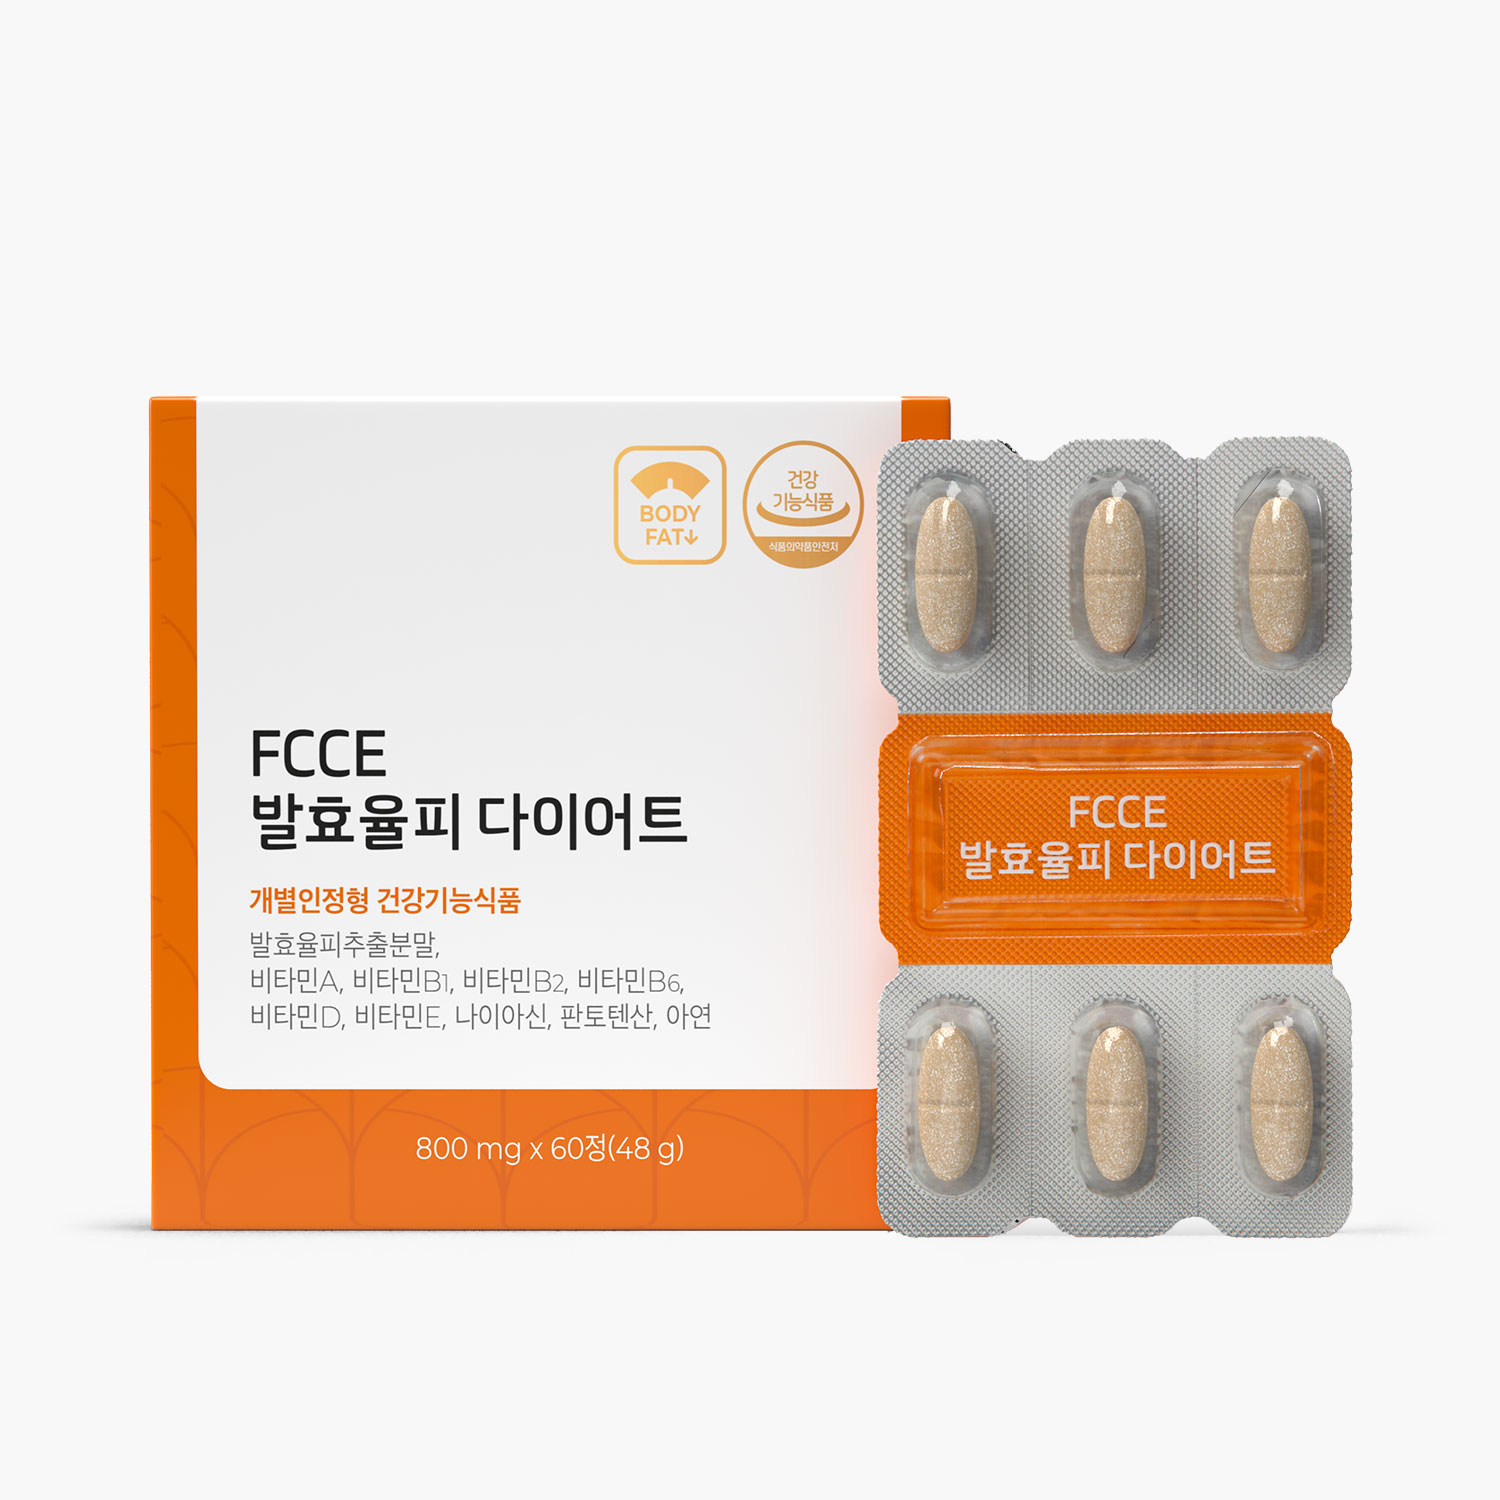 BODY
FAT↓
건강
기능식품
식품의약품안전처
FCCE
발효율피 다이어트
개별인정형 건강기능식품
발효율피추출분말,
비타민A, 비타민B1, 비타민B2, 비타민B6,
비타민D, 비타민E, 나이아신, 판토텐산, 아연
800 mg x 60정(48 g)
FCCE
발효율피 다이어트